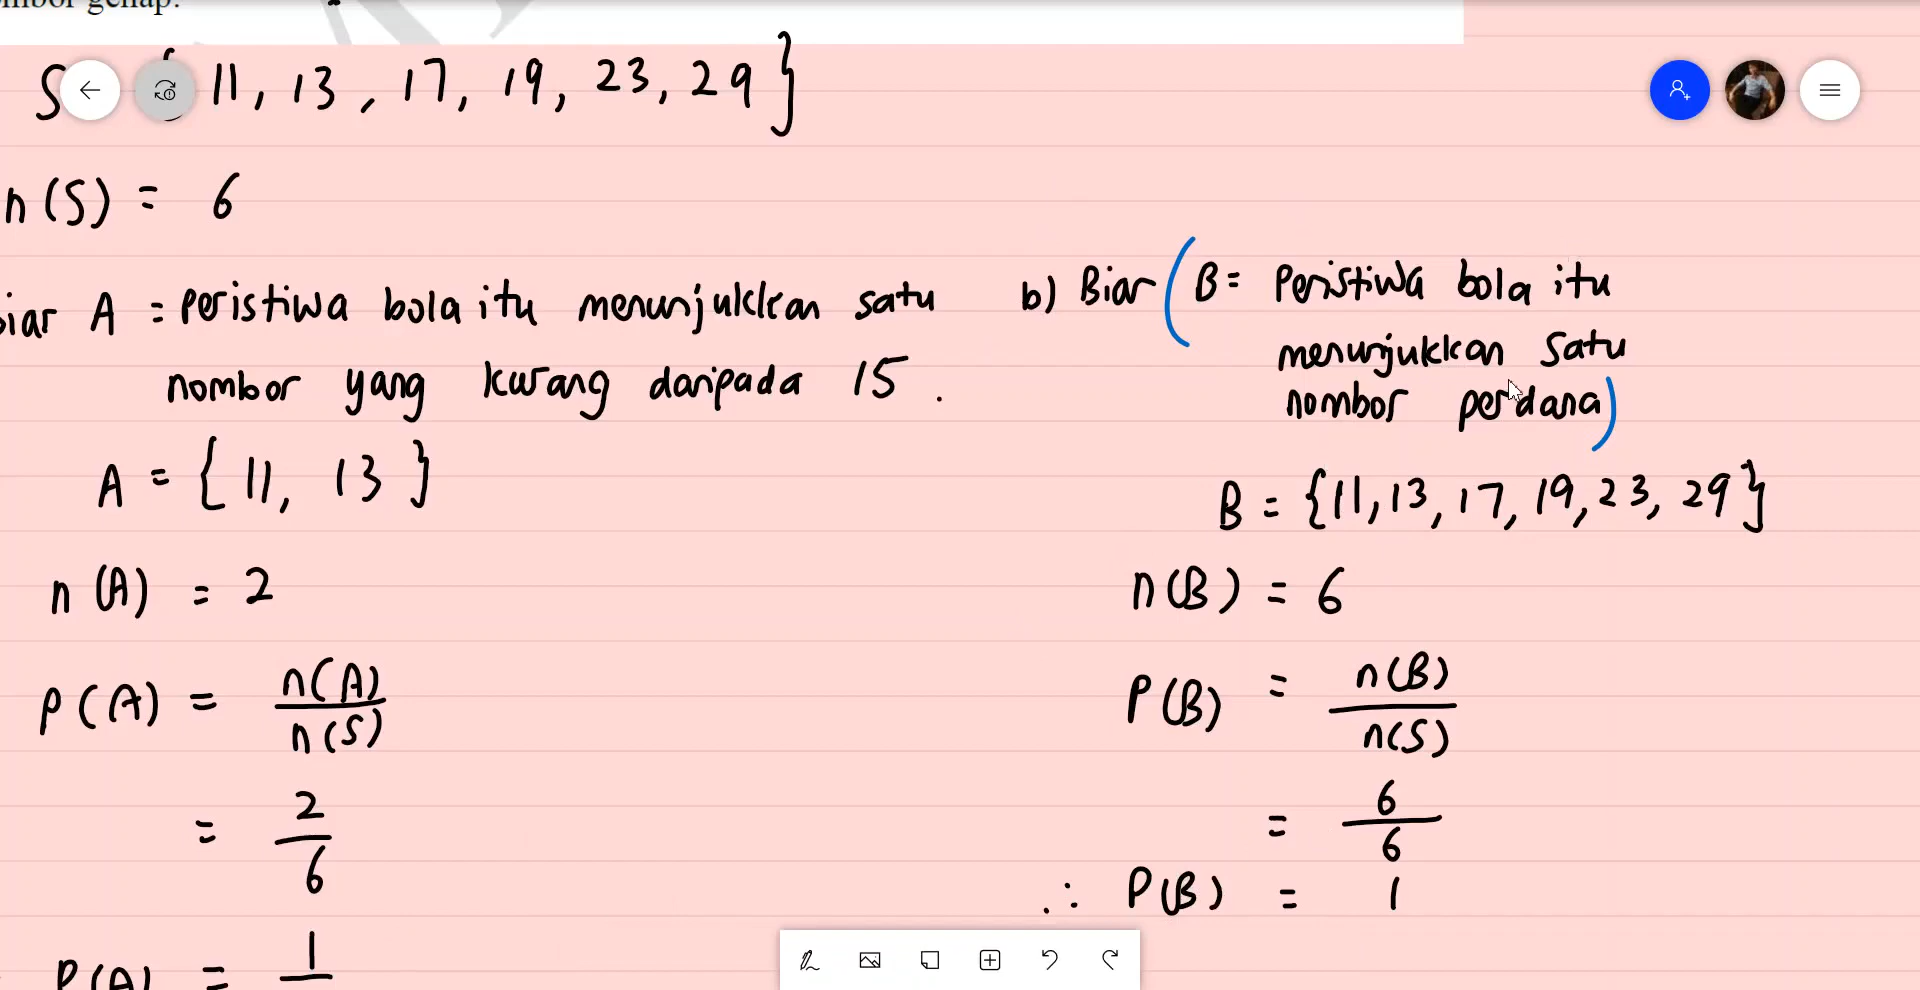 genap.
S { 11, 13, 17, 19, 23, 29 }
n(S) = 6
Biar A = peristiwa bola itu menunjukkan satu
nombor yang kurang daripada 15.
A = { 11, 13 }
n(A) = 2
P(A) = n(A)/n(S)
= 2/6
P(A) = 1
b) Biar (B = Peristiwa bola itu
menunjukkan satu
nombor perdana)
B = {11, 13, 17, 19, 23, 29}
n(B) = 6
P(B) = n(B)/n(S)
= 6/6
∴ P(B) = 1